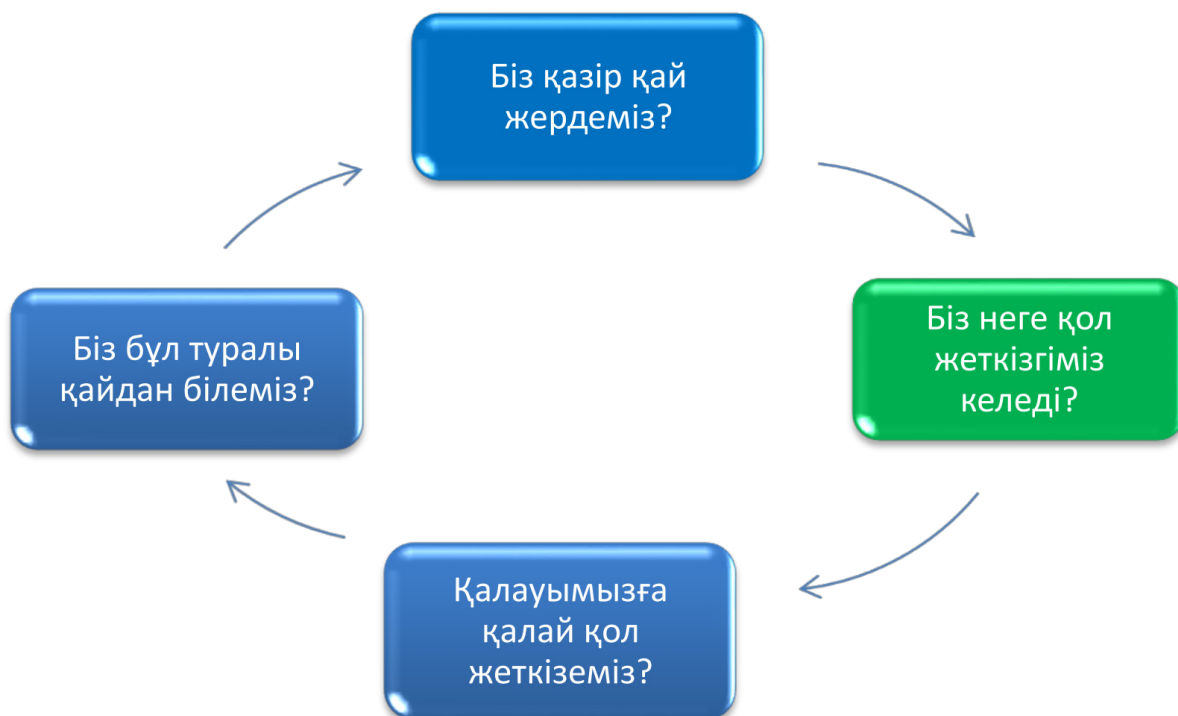 Біз қазір қай
жердеміз?
Біз неге қол
жеткізгіміз
келеді?
Қалауымызға
қалай қол
жеткіземіз?
Біз бұл туралы
қайдан білеміз?